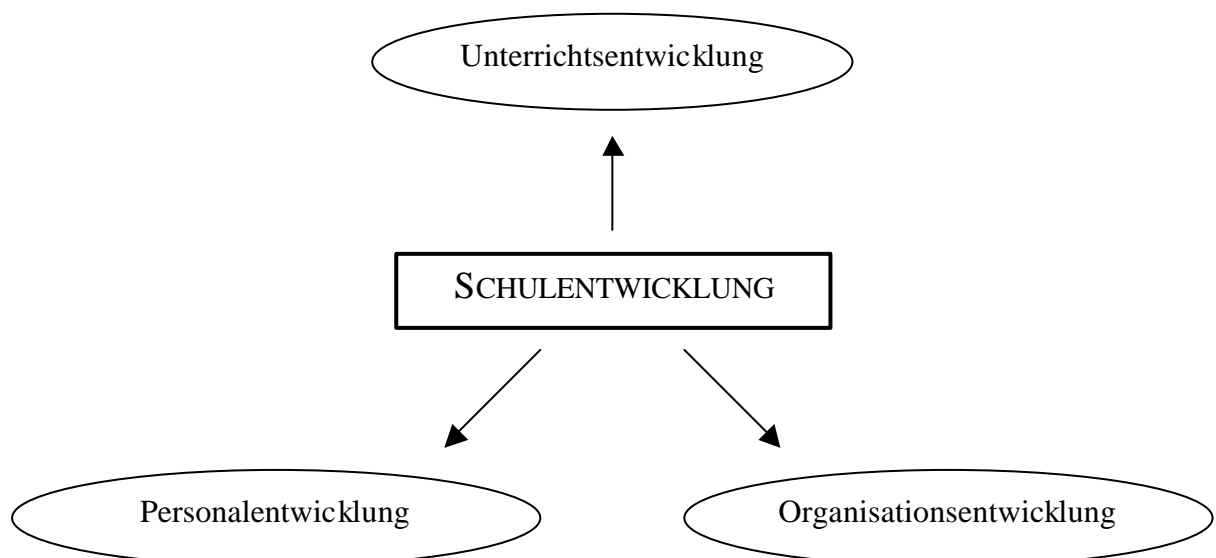 Unterrichtsentwicklung
SCHULENTWICKLUNG
Personalentwicklung
Organisationsentwicklung